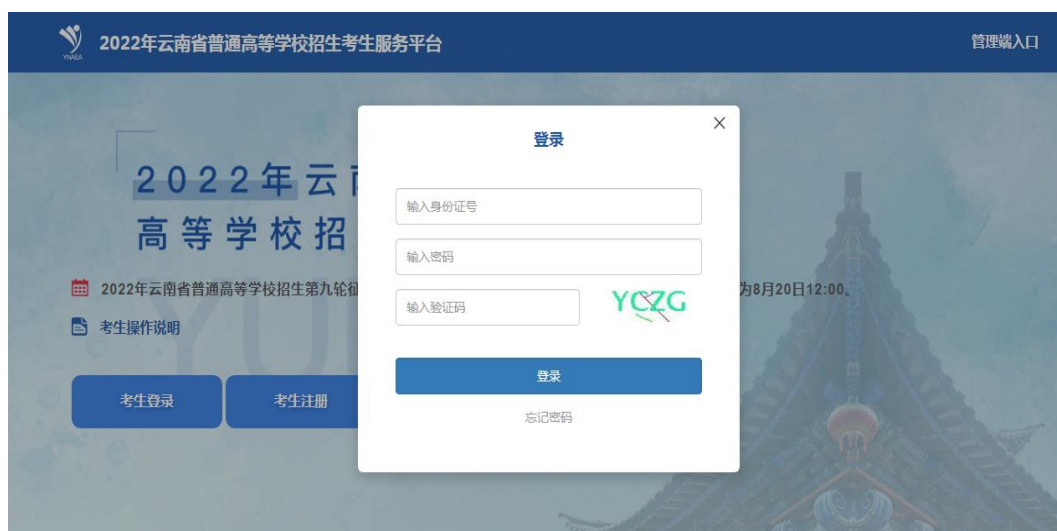 YNAEA
2022年云南省普通高等学校招生考生服务平台
管理端入口
2022年云
高等学校招
2022年云南省普通高等学校招生第九轮征
为8月20日12:00。
考生操作说明
考生登录
考生注册
登录
输入身份证号
输入密码
输入验证码
YCZG
登录
忘记密码